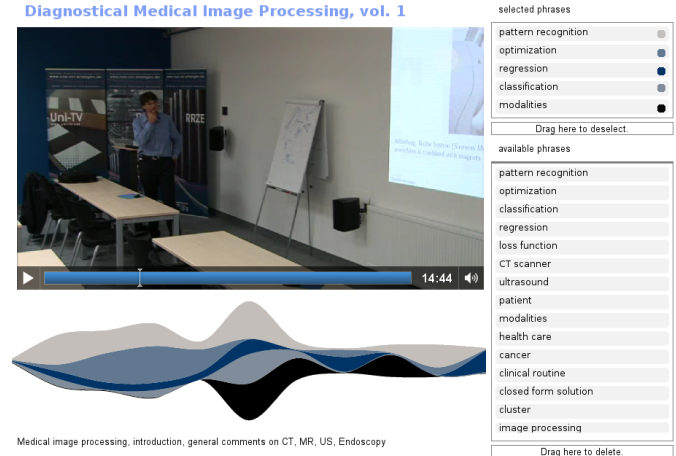 Diagnostical Medical Image Processing, vol. 1
Uni-TV
RRZE
14:44
Medical image processing, introduction, general comments on CT, MR, US, Endoscopy
selected phrases
pattern recognition
optimization
regression
classification
modalities
Drag here to deselect.
available phrases
pattern recognition
optimization
classification
regression
loss function
CT scanner
ultrasound
patient
modalities
health care
cancer
clinical routine
closed form solution
cluster
image processing
Drag here to delete.